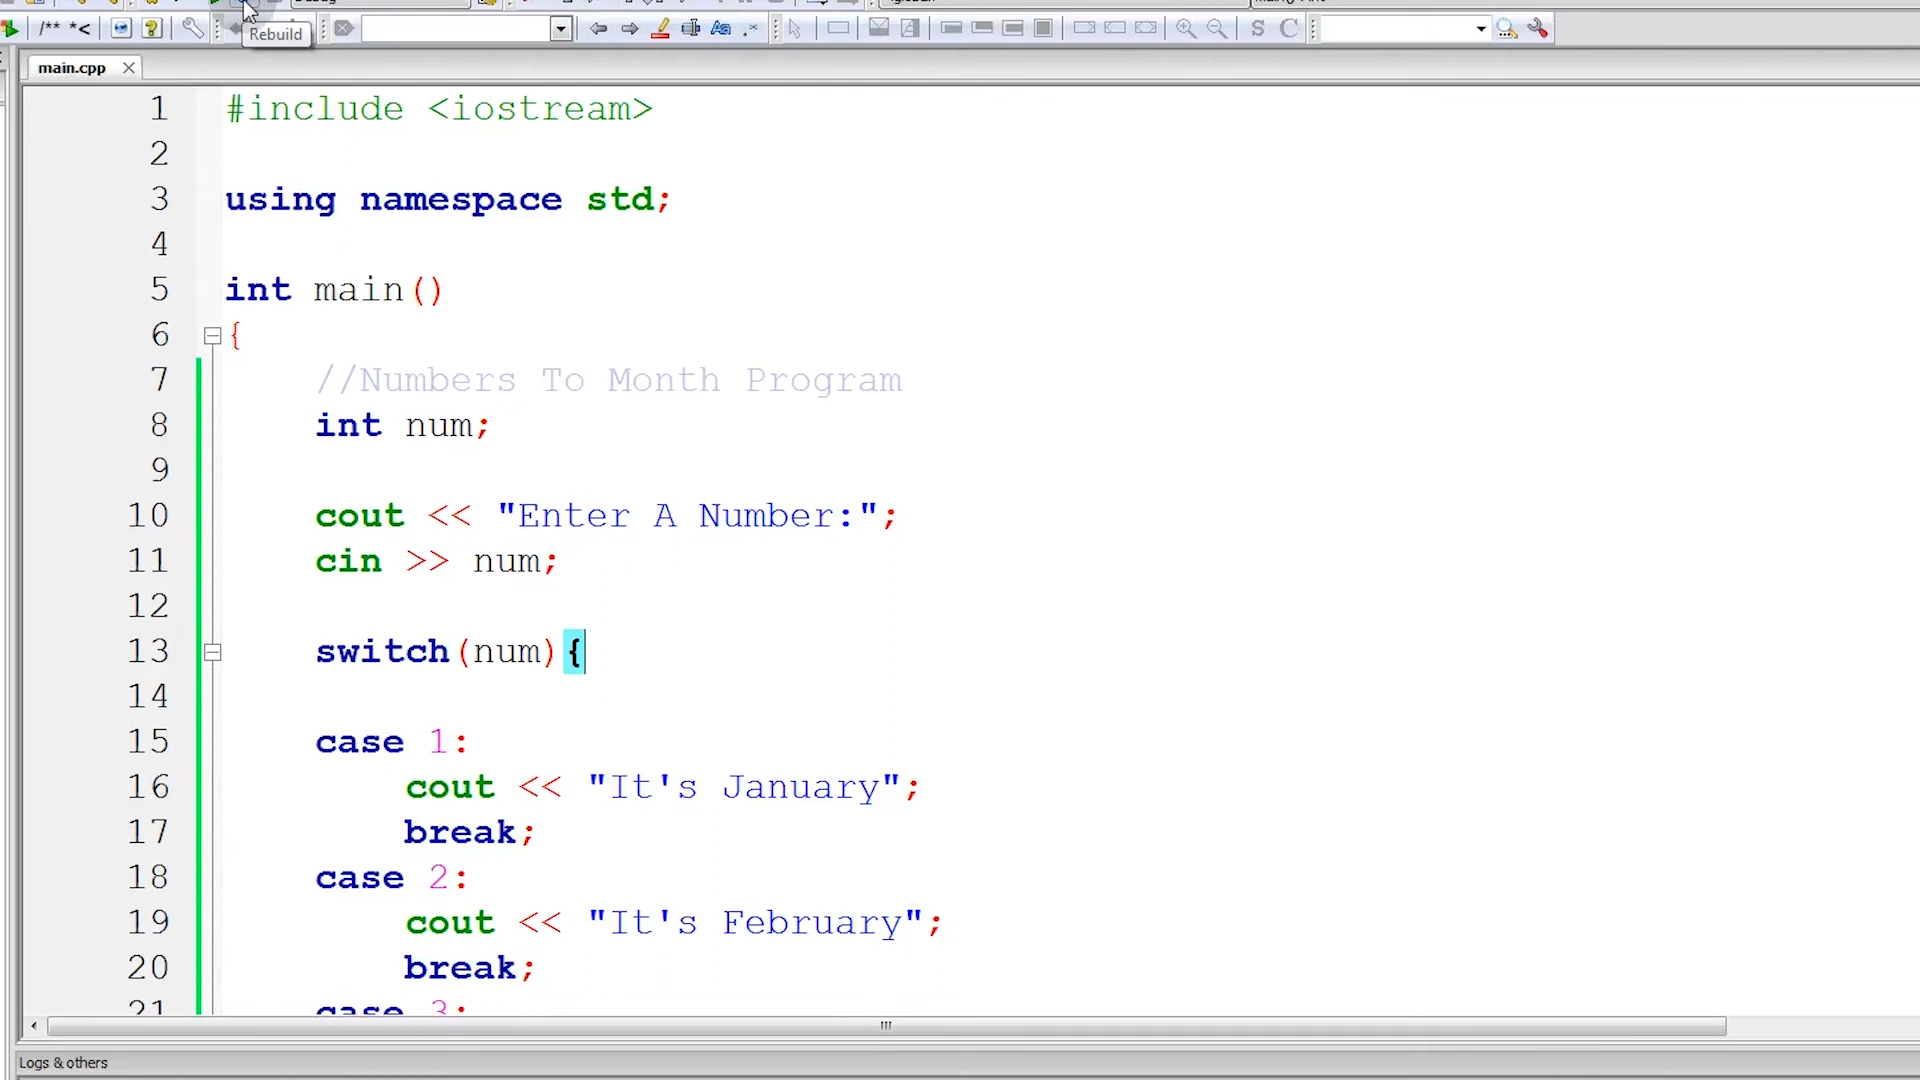 Rebuild
/** *<
S C
main.cpp
1 #include <iostream>
2
3 using namespace std;
4
5 int main()
6 {
7 //Numbers To Month Program
8 int num;
9
10 cout << "Enter A Number:";
11 cin >> num;
12
13 switch(num){
14
15 case 1:
16 cout << "It's January";
17 break;
18 case 2:
19 cout << "It's February";
20 break;
21 case 3:
Logs & others